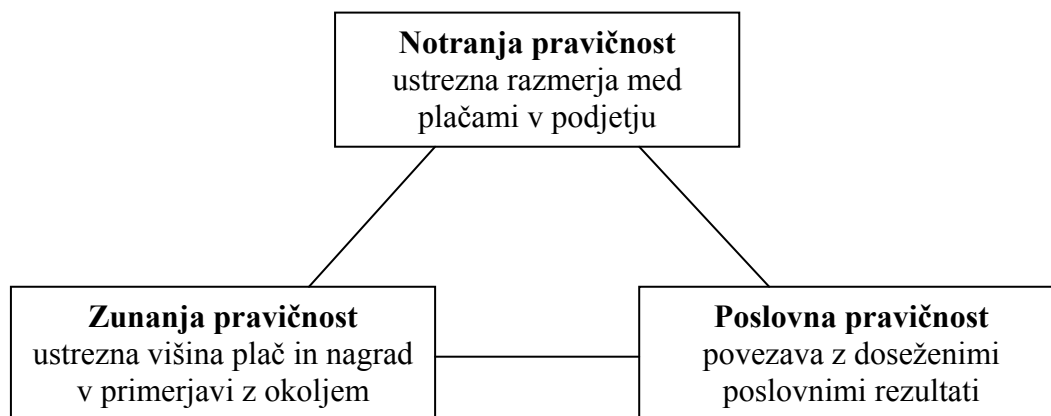 Notranja pravičnost
ustrezna razmerja med
plačami v podjetju
Zunanja pravičnost
ustrezna višina plač in nagrad
v primerjavi z okoljem
Poslovna pravičnost
povezava z doseženimi
poslovnimi rezultati